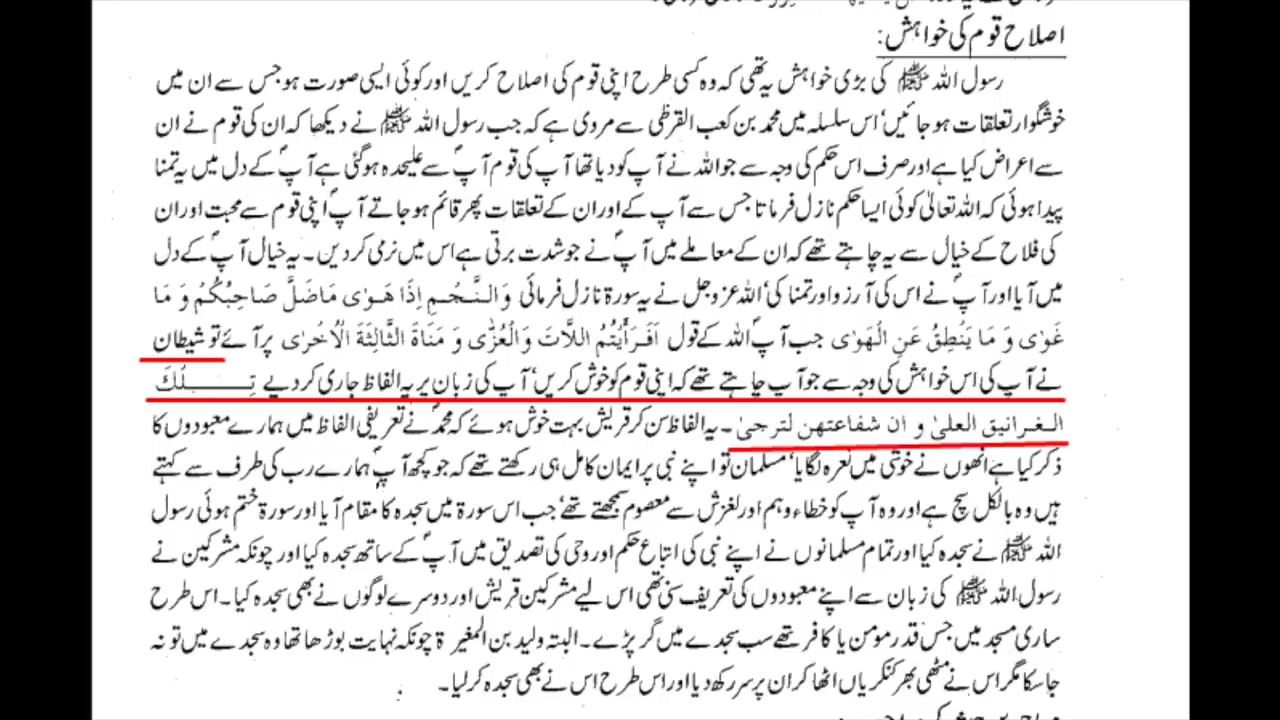 اصلاح قوم کی خواہش:
رسول اللہ ﷺ کی بڑی خواہش یہ تھی کہ وہ کسی طرح اپنی قوم کی اصلاح کریں اور کوئی ایسی صورت ہو جس سے ان میں
خوشگوار تعلقات ہو جائیں‘ اس سلسلہ میں محمد بن کعب القرظی سے مروی ہے کہ جب رسول اللہ ﷺ نے دیکھا کہ ان کی قوم نے ان
سے اعراض کیا ہے اور صرف اس حکم کی وجہ سے جو اللہ نے آپ کو دیا تھا آپ کی قوم آپؐ سے علیحدہ ہو گئی ہے آپؐ کے دل میں یہ تمنا
پیدا ہوئی کہ اللہ تعالیٰ کوئی ایسا حکم نازل فرماتا جس سے آپ کے اور ان کے تعلقات پھر قائم ہو جاتے آپؐ اپنی قوم سے محبت اور ان
کی فلاح کے خیال سے یہ چاہتے تھے کہ ان کے معاملے میں آپؐ نے جو شدت برتی ہے اس میں نرمی کر دیں۔ یہ خیال آپؐ کے دل
میں آیا اور آپؐ نے اس کی آرزو اور تمنا کی‘ اللہ عز و جل نے یہ سورۃ نازل فرمائی وَالنَّجْمِ اِذَا هَوٰى مَاضَلَّ صَاحِبُكُمْ وَ مَا
غَوٰى وَ مَا يَنْطِقُ عَنِ الْهَوٰى جب آپؐ اللہ کے قول اَفَرَأَيْتُمُ اللَّاتَ وَالْعُزّٰى وَ مَنَاةَ الثَّالِثَةَ الْاُخْرٰى پر آئے تو شیطان
نے آپ کی اس خواہش کی وجہ سے جو آپؐ چاہتے تھے کہ اپنی قوم کو خوش کریں‘ آپ کی زبان پر یہ الفاظ جاری کر دیے تِلْكَ
الغرانيق العلىٰ و ان شفاعتهن لترجىٰ۔ یہ الفاظ سن کر قریش بہت خوش ہوئے کہ محمدؐ نے تعریفی الفاظ میں ہمارے معبودوں کا
ذکر کیا ہے انھوں نے خوشی میں نعرہ لگایا‘ مسلمان تو اپنے نبی پر ایمان کامل ہی رکھتے تھے کہ جو کچھ آپؐ ہمارے رب کی طرف سے کہتے
ہیں وہ بالکل سچ ہے اور وہ آپ کو خطاء و ہم اور لغزش سے معصوم سمجھتے تھے‘ جب اس سورۃ میں سجدہ کا مقام آیا اور سورۃ ختم ہوئی رسول
اللہ ﷺ نے سجدہ کیا اور تمام مسلمانوں نے اپنے نبی کی اتباع حکم اور وحی کی تصدیق میں آپؐ کے ساتھ سجدہ کیا اور چونکہ مشرکین نے
رسول اللہ ﷺ کی زبان سے اپنے معبودوں کی تعریف سنی تھی اس لیے مشرکین قریش اور دوسرے لوگوں نے بھی سجدہ کیا۔ اس طرح
ساری مسجد میں جس قدر مومن یا کافر تھے سب سجدے میں گر پڑے۔ البتہ ولید بن المغیرۃ چونکہ نہایت بوڑھا تھا وہ سجدے میں تو نہ
جا سکا مگر اس نے مٹھی بھر کنکریاں اٹھا کر ان پر سر رکھ دیا اور اس طرح اس نے بھی سجدہ کر لیا۔